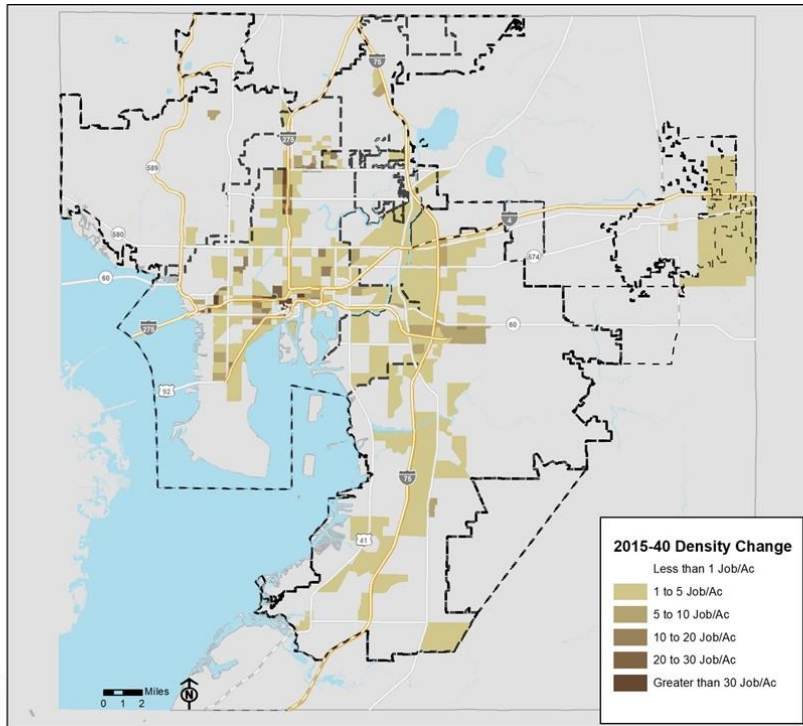 75
275
589
580
60
4
574
60
275
92
75
41
2015-40 Density Change
Less than 1 Job/Ac
1 to 5 Job/Ac
5 to 10 Job/Ac
10 to 20 Job/Ac
20 to 30 Job/Ac
Greater than 30 Job/Ac
Miles
0 1 2
N